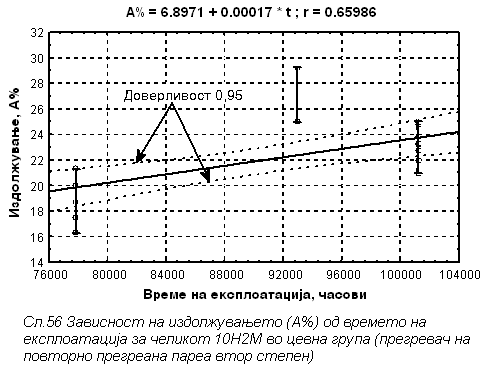 A% = 6.8971 + 0.00017 * t ; r = 0.65986
32
30
28
26
24
22
20
18
16
14
Издолжување, A%
Доверливост 0,95
76000 80000 84000 88000 92000 96000 100000 104000
Време на експлоатација, часови
Сл.56 Зависност на издолжувањето (A%) од времето на
експлоатација за челикот 10H2M во цевна група (прегревач на
повторно прегреана пареа втор степен)